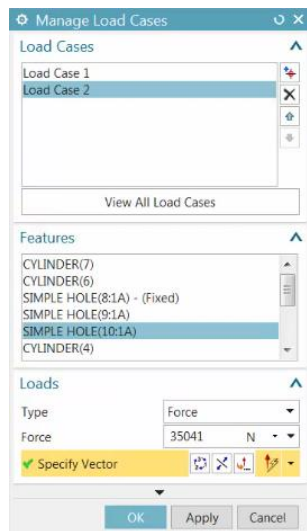 Manage Load Cases
Load Cases
Load Case 1
Load Case 2
View All Load Cases
Features
CYLINDER(7)
CYLINDER(6)
SIMPLE HOLE(8:1A) - (Fixed)
SIMPLE HOLE(9:1A)
SIMPLE HOLE(10:1A)
CYLINDER(4)
Loads
Type Force
Force 35041 N
Specify Vector
OK Apply Cancel